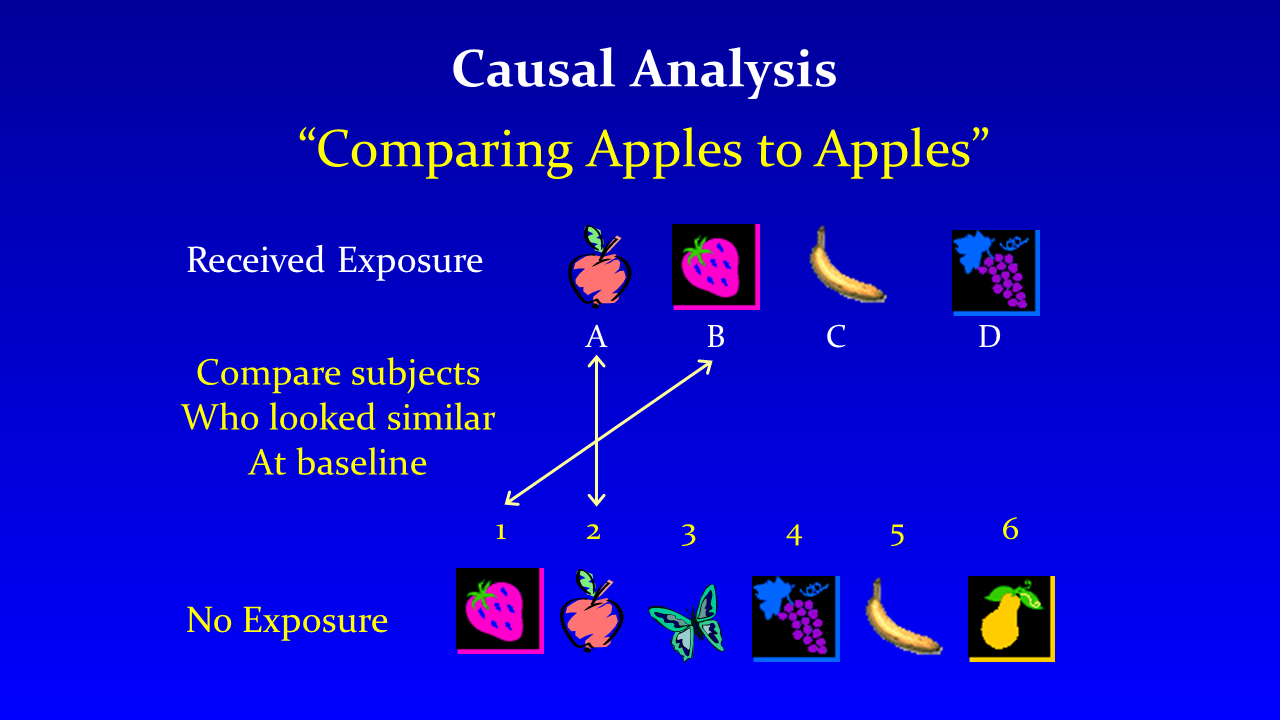 Causal Analysis
“Comparing Apples to Apples”
Received Exposure
A B C D
Compare subjects
Who looked similar
At baseline
1 2 3 4 5 6
No Exposure